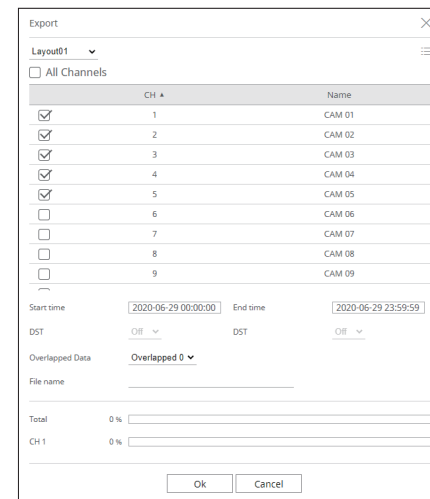 Export
Layout01
All Channels
CH ▲ Name
1 CAM 01
2 CAM 02
3 CAM 03
4 CAM 04
5 CAM 05
6 CAM 06
7 CAM 07
8 CAM 08
9 CAM 09
Start time 2020-06-29 00:00:00 End time 2020-06-29 23:59:59
DST Off DST Off
Overlapped Data Overlapped 0
File name
Total 0 %
CH 1 0 %
Ok Cancel